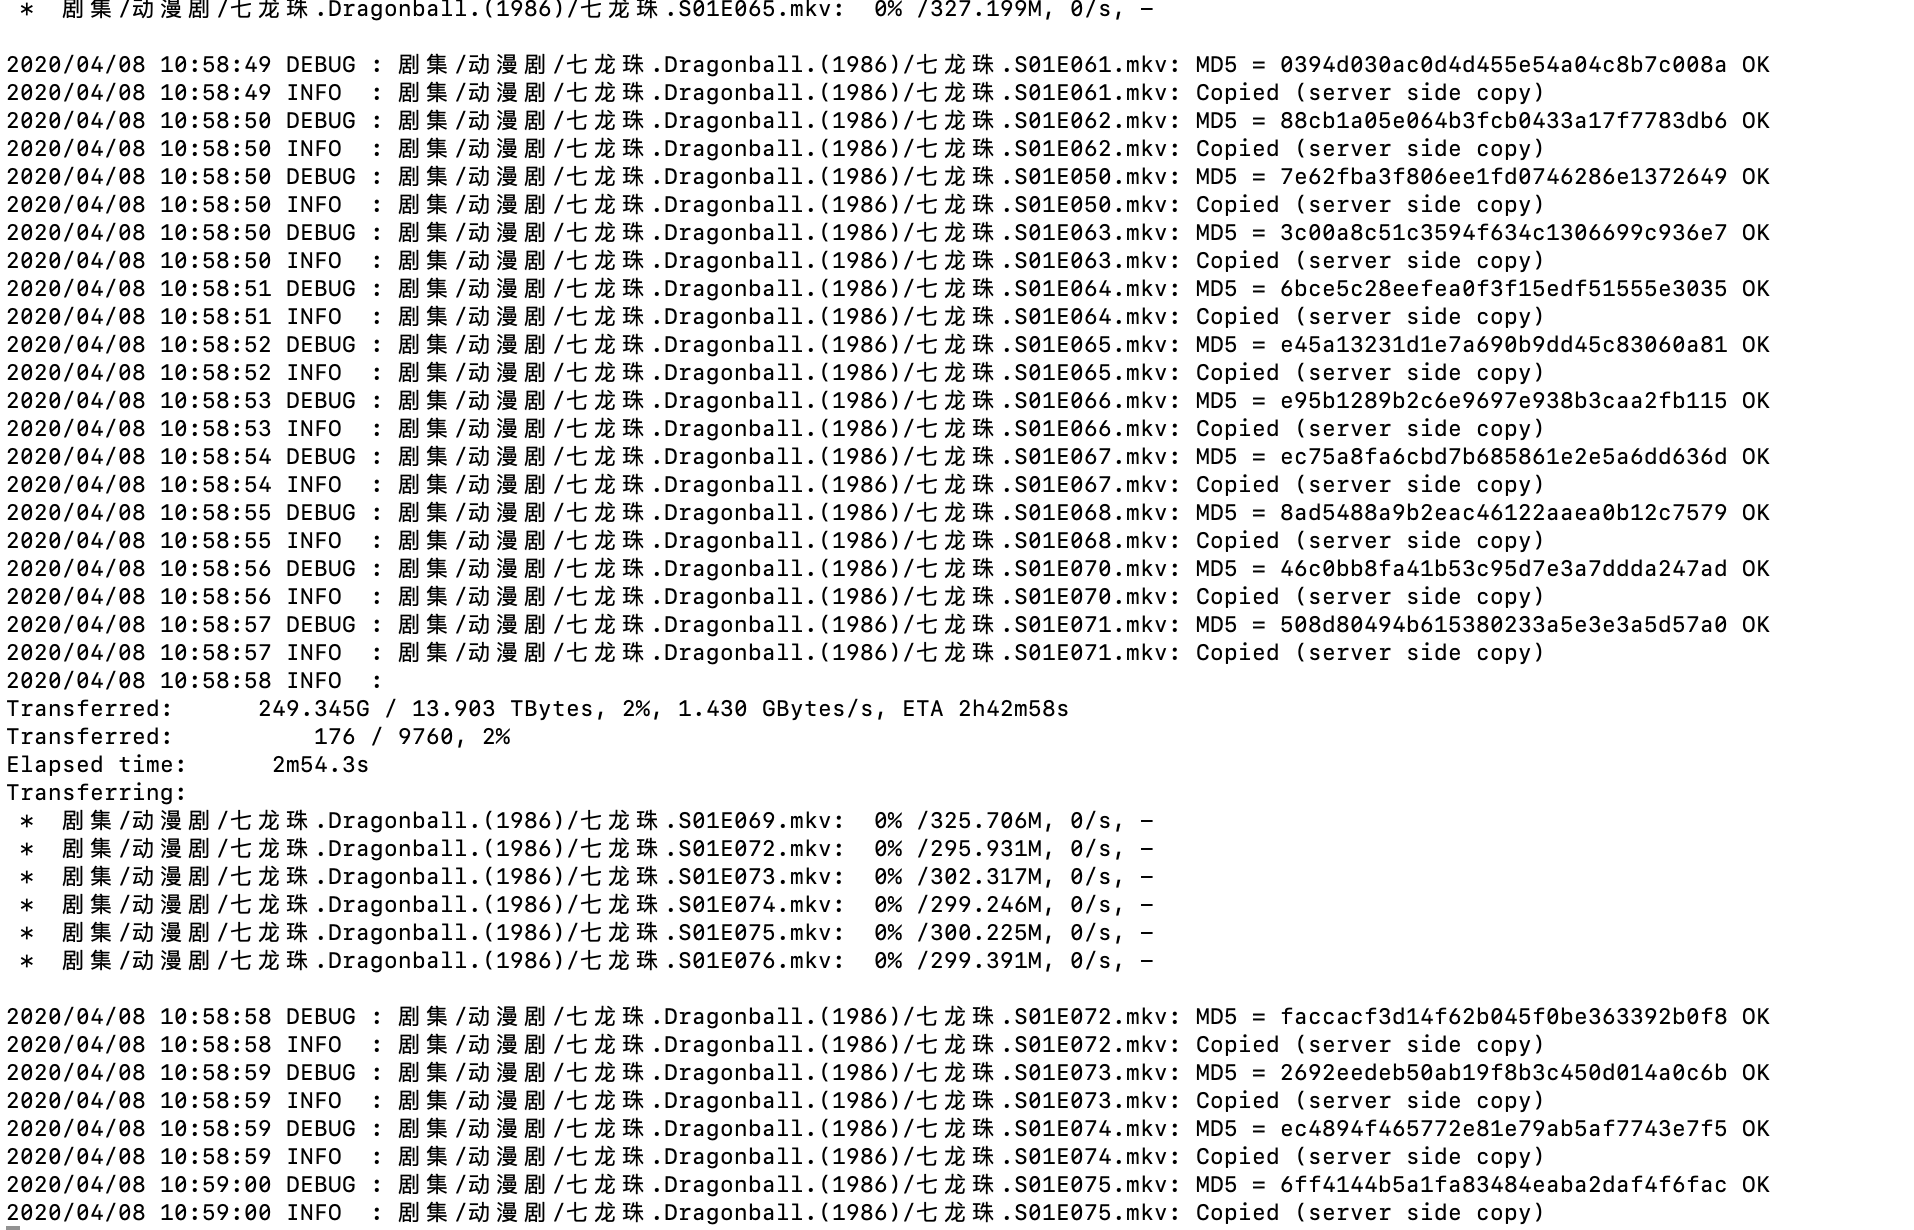 * 剧集/动漫剧/七龙珠.Dragonball.(1986)/七龙珠.S01E065.mkv: 0% /327.199M, 0/s, -
2020/04/08 10:58:49 DEBUG : 剧集/动漫剧/七龙珠.Dragonball.(1986)/七龙珠.S01E061.mkv: MD5 = 0394d030ac0d4d455e54a04c8b7c008a OK
2020/04/08 10:58:49 INFO  : 剧集/动漫剧/七龙珠.Dragonball.(1986)/七龙珠.S01E061.mkv: Copied (server side copy)
2020/04/08 10:58:50 DEBUG : 剧集/动漫剧/七龙珠.Dragonball.(1986)/七龙珠.S01E062.mkv: MD5 = 88cb1a05e064b3fcb0433a17f7783db6 OK
2020/04/08 10:58:50 INFO  : 剧集/动漫剧/七龙珠.Dragonball.(1986)/七龙珠.S01E062.mkv: Copied (server side copy)
2020/04/08 10:58:50 DEBUG : 剧集/动漫剧/七龙珠.Dragonball.(1986)/七龙珠.S01E050.mkv: MD5 = 7e62fba3f806ee1fd0746286e1372649 OK
2020/04/08 10:58:50 INFO  : 剧集/动漫剧/七龙珠.Dragonball.(1986)/七龙珠.S01E050.mkv: Copied (server side copy)
2020/04/08 10:58:50 DEBUG : 剧集/动漫剧/七龙珠.Dragonball.(1986)/七龙珠.S01E063.mkv: MD5 = 3c00a8c51c3594f634c1306699c936e7 OK
2020/04/08 10:58:50 INFO  : 剧集/动漫剧/七龙珠.Dragonball.(1986)/七龙珠.S01E063.mkv: Copied (server side copy)
2020/04/08 10:58:51 DEBUG : 剧集/动漫剧/七龙珠.Dragonball.(1986)/七龙珠.S01E064.mkv: MD5 = 6bce5c28eefea0f3f15edf51555e3035 OK
2020/04/08 10:58:51 INFO  : 剧集/动漫剧/七龙珠.Dragonball.(1986)/七龙珠.S01E064.mkv: Copied (server side copy)
2020/04/08 10:58:52 DEBUG : 剧集/动漫剧/七龙珠.Dragonball.(1986)/七龙珠.S01E065.mkv: MD5 = e45a13231d1e7a690b9dd45c83060a81 OK
2020/04/08 10:58:52 INFO  : 剧集/动漫剧/七龙珠.Dragonball.(1986)/七龙珠.S01E065.mkv: Copied (server side copy)
2020/04/08 10:58:53 DEBUG : 剧集/动漫剧/七龙珠.Dragonball.(1986)/七龙珠.S01E066.mkv: MD5 = e95b1289b2c6e9697e938b3caa2fb115 OK
2020/04/08 10:58:53 INFO  : 剧集/动漫剧/七龙珠.Dragonball.(1986)/七龙珠.S01E066.mkv: Copied (server side copy)
2020/04/08 10:58:54 DEBUG : 剧集/动漫剧/七龙珠.Dragonball.(1986)/七龙珠.S01E067.mkv: MD5 = ec75a8fa6cbd7b685861e2e5a6dd636d OK
2020/04/08 10:58:54 INFO  : 剧集/动漫剧/七龙珠.Dragonball.(1986)/七龙珠.S01E067.mkv: Copied (server side copy)
2020/04/08 10:58:55 DEBUG : 剧集/动漫剧/七龙珠.Dragonball.(1986)/七龙珠.S01E068.mkv: MD5 = 8ad5488a9b2eac46122aaea0b12c7579 OK
2020/04/08 10:58:55 INFO  : 剧集/动漫剧/七龙珠.Dragonball.(1986)/七龙珠.S01E068.mkv: Copied (server side copy)
2020/04/08 10:58:56 DEBUG : 剧集/动漫剧/七龙珠.Dragonball.(1986)/七龙珠.S01E070.mkv: MD5 = 46c0bb8fa41b53c95d7e3a7ddda247ad OK
2020/04/08 10:58:56 INFO  : 剧集/动漫剧/七龙珠.Dragonball.(1986)/七龙珠.S01E070.mkv: Copied (server side copy)
2020/04/08 10:58:57 DEBUG : 剧集/动漫剧/七龙珠.Dragonball.(1986)/七龙珠.S01E071.mkv: MD5 = 508d80494b615380233a5e3e3a5d57a0 OK
2020/04/08 10:58:57 INFO  : 剧集/动漫剧/七龙珠.Dragonball.(1986)/七龙珠.S01E071.mkv: Copied (server side copy)
2020/04/08 10:58:58 INFO  :
Transferred: 249.345G / 13.903 TBytes, 2%, 1.430 GBytes/s, ETA 2h42m58s
Transferred: 176 / 9760, 2%
Elapsed time: 2m54.3s
Transferring:
* 剧集/动漫剧/七龙珠.Dragonball.(1986)/七龙珠.S01E069.mkv: 0% /325.706M, 0/s, -
* 剧集/动漫剧/七龙珠.Dragonball.(1986)/七龙珠.S01E072.mkv: 0% /295.931M, 0/s, -
* 剧集/动漫剧/七龙珠.Dragonball.(1986)/七龙珠.S01E073.mkv: 0% /302.317M, 0/s, -
* 剧集/动漫剧/七龙珠.Dragonball.(1986)/七龙珠.S01E074.mkv: 0% /299.246M, 0/s, -
* 剧集/动漫剧/七龙珠.Dragonball.(1986)/七龙珠.S01E075.mkv: 0% /300.225M, 0/s, -
* 剧集/动漫剧/七龙珠.Dragonball.(1986)/七龙珠.S01E076.mkv: 0% /299.391M, 0/s, -
2020/04/08 10:58:58 DEBUG : 剧集/动漫剧/七龙珠.Dragonball.(1986)/七龙珠.S01E072.mkv: MD5 = faccacf3d14f62b045f0be363392b0f8 OK
2020/04/08 10:58:58 INFO  : 剧集/动漫剧/七龙珠.Dragonball.(1986)/七龙珠.S01E072.mkv: Copied (server side copy)
2020/04/08 10:58:59 DEBUG : 剧集/动漫剧/七龙珠.Dragonball.(1986)/七龙珠.S01E073.mkv: MD5 = 2692eedeb50ab19f8b3c450d014a0c6b OK
2020/04/08 10:58:59 INFO  : 剧集/动漫剧/七龙珠.Dragonball.(1986)/七龙珠.S01E073.mkv: Copied (server side copy)
2020/04/08 10:58:59 DEBUG : 剧集/动漫剧/七龙珠.Dragonball.(1986)/七龙珠.S01E074.mkv: MD5 = ec4894f465772e81e79ab5af7743e7f5 OK
2020/04/08 10:58:59 INFO  : 剧集/动漫剧/七龙珠.Dragonball.(1986)/七龙珠.S01E074.mkv: Copied (server side copy)
2020/04/08 10:59:00 DEBUG : 剧集/动漫剧/七龙珠.Dragonball.(1986)/七龙珠.S01E075.mkv: MD5 = 6ff4144b5a1fa83484eaba2daf4f6fac OK
2020/04/08 10:59:00 INFO  : 剧集/动漫剧/七龙珠.Dragonball.(1986)/七龙珠.S01E075.mkv: Copied (server side copy)